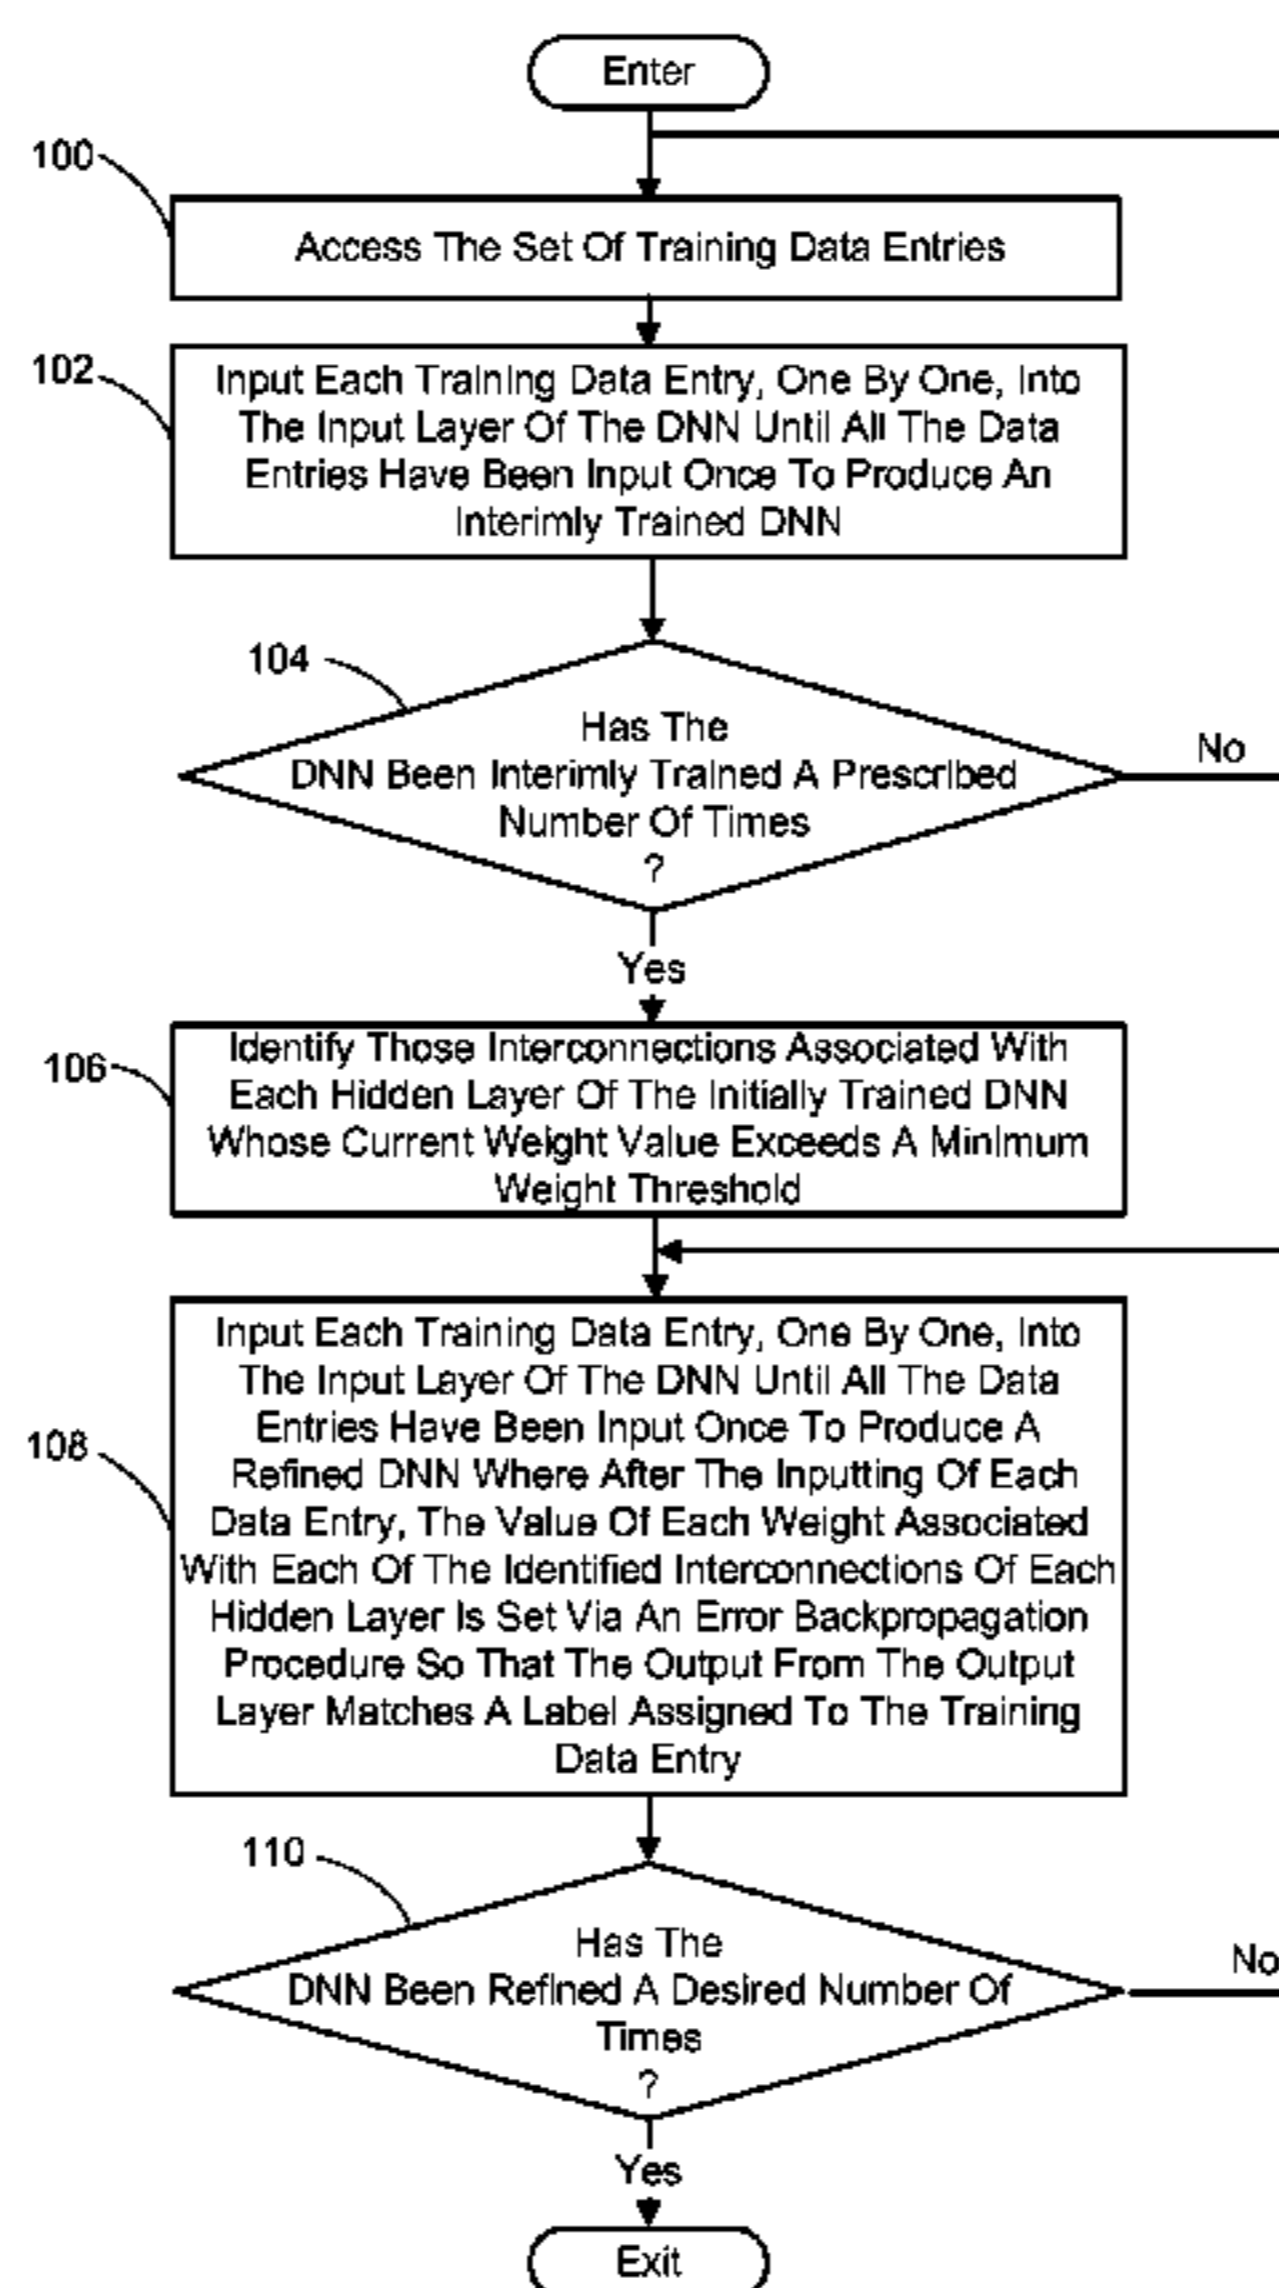 Enter
100
Access The Set Of Training Data Entries
102
Input Each Training Data Entry, One By One, Into
The Input Layer Of The DNN Until All The Data
Entries Have Been Input Once To Produce An
Interimly Trained DNN
104
Has The
DNN Been Interimly Trained A Prescribed
Number Of Times
?
No
Yes
106
Identify Those Interconnections Associated With
Each Hidden Layer Of The Initially Trained DNN
Whose Current Weight Value Exceeds A Minimum
Weight Threshold
108
Input Each Training Data Entry, One By One, Into
The Input Layer Of The DNN Until All The Data
Entries Have Been Input Once To Produce A
Refined DNN Where After The Inputting Of Each
Data Entry, The Value Of Each Weight Associated
With Each Of The Identified Interconnections Of Each
Hidden Layer Is Set Via An Error Backpropagation
Procedure So That The Output From The Output
Layer Matches A Label Assigned To The Training
Data Entry
110
Has The
DNN Been Refined A Desired Number Of
Times
?
No
Yes
Exit